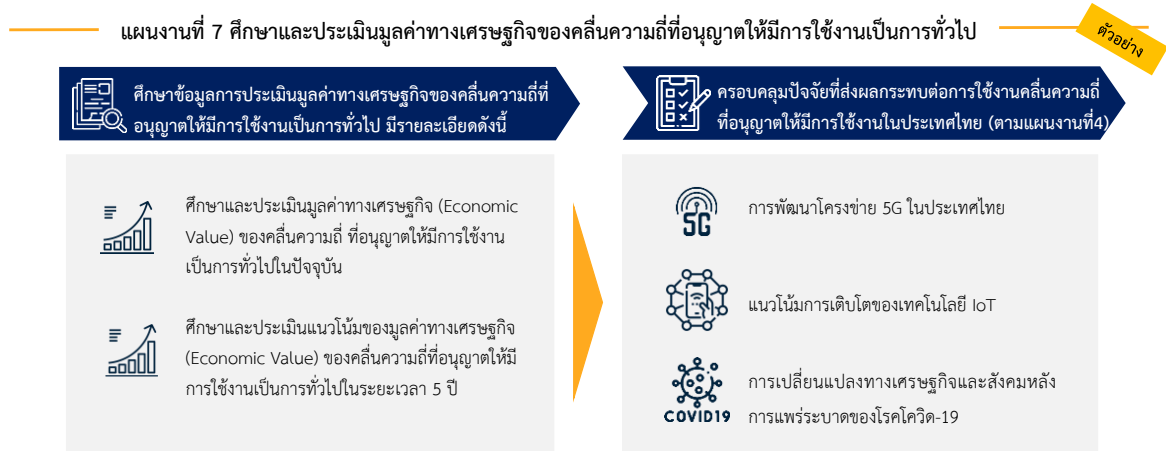 แผนงานที่ 7 ศึกษาและประเมินมูลค่าทางเศรษฐกิจของคลื่นความถี่ที่อนุญาตให้มีการใช้งานเป็นการทั่วไป
ตัวอย่าง
ศึกษาข้อมูลการประเมินมูลค่าทางเศรษฐกิจของคลื่นความถี่ที่
อนุญาตให้มีการใช้งานเป็นการทั่วไป มีรายละเอียดดังนี้
ศึกษาและประเมินมูลค่าทางเศรษฐกิจ (Economic
Value) ของคลื่นความถี่ ที่อนุญาตให้มีการใช้งาน
เป็นการทั่วไปในปัจจุบัน
ศึกษาและประเมินแนวโน้มของมูลค่าทางเศรษฐกิจ
(Economic Value) ของคลื่นความถี่ที่อนุญาตให้มี
การใช้งานเป็นการทั่วไปในระยะเวลา 5 ปี
ครอบคลุมปัจจัยที่ส่งผลกระทบต่อการใช้งานคลื่นความถี่
ที่อนุญาตให้มีการใช้งานในประเทศไทย (ตามแผนงานที่4)
5G
การพัฒนาโครงข่าย 5G ในประเทศไทย
แนวโน้มการเติบโตของเทคโนโลยี IoT
COVID19
การเปลี่ยนแปลงทางเศรษฐกิจและสังคมหลัง
การแพร่ระบาดของโรคโควิด-19